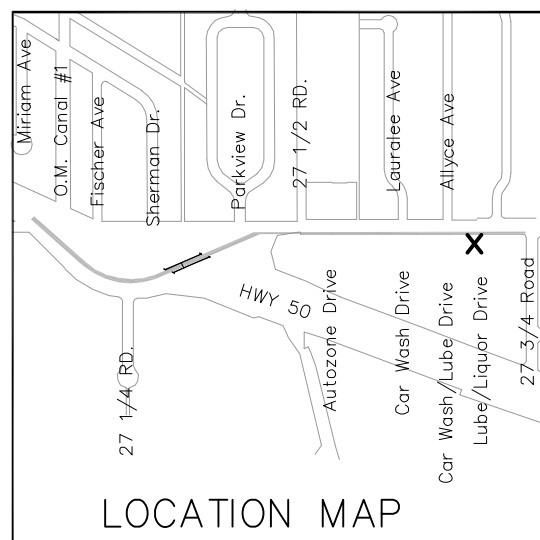 Miriam Ave
O.M. Canal #1
Fischer Ave
Sherman Dr.
Parkview Dr.
27 1/2 RD.
Lauralee Ave
Allyce Ave
HWY 50
27 1/4 RD.
Autozone Drive
Car Wash Drive
Car Wash/Lube Drive
Lube/Liquor Drive
27 3/4 Road
X
LOCATION MAP